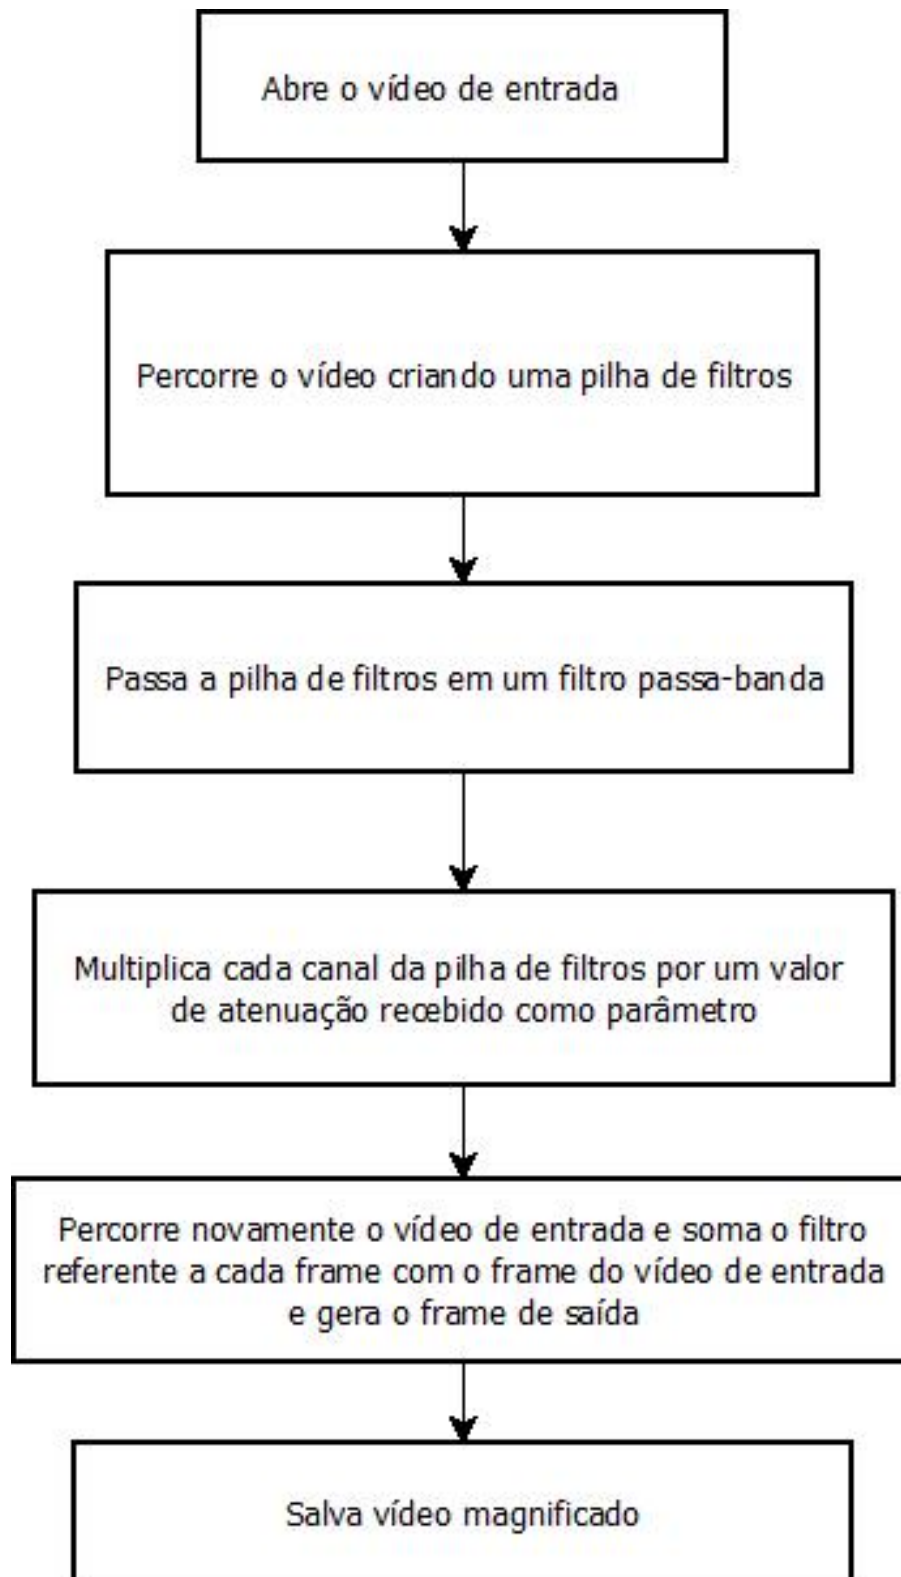 Abre o vídeo de entrada
Percorre o vídeo criando uma pilha de filtros
Passa a pilha de filtros em um filtro passa-banda
Multiplica cada canal da pilha de filtros por um valor
de atenuação recebido como parâmetro
Percorre novamente o vídeo de entrada e soma o filtro
referente a cada frame com o frame do vídeo de entrada
e gera o frame de saída
Salva vídeo magnificado